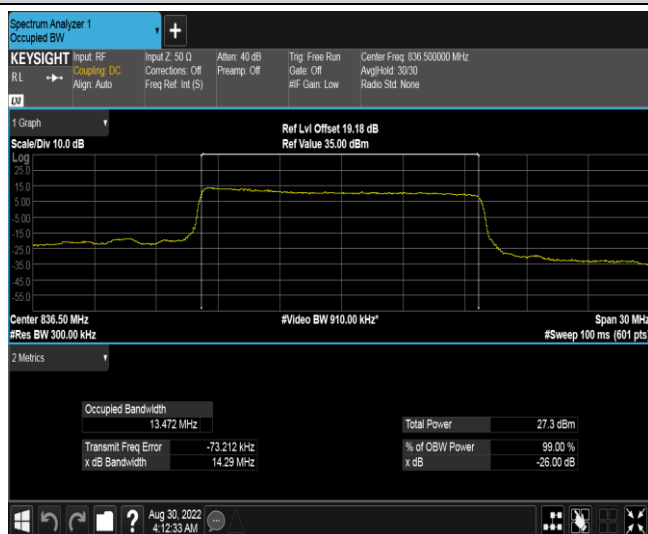 Spectrum Analyzer 1
Occupied BW
+
KEYSIGHT
RL
LXI
Input: RF
Coupling: DC
Align: Auto
Input Z: 50 Ω
Corrections: Off
Freq Ref: Int (S)
Atten: 40 dB
Preamp: Off
Trig: Free Run
Gate: Off
#IF Gain: Low
Center Freq: 836.500000 MHz
Avg|Hold: 30/30
Radio Std: None
1 Graph
Scale/Div 10.0 dB
Ref Lvl Offset 19.18 dB
Ref Value 35.00 dBm
Log
25.0
15.0
5.00
-5.00
-15.0
-25.0
-35.0
-45.0
-55.0
Center 836.50 MHz
#Video BW 910.00 kHz*
Span 30 MHz
#Res BW 300.00 kHz
#Sweep 100 ms (601 pts)
2 Metrics
Occupied Bandwidth
13.472 MHz
Total Power 27.3 dBm
Transmit Freq Error -73.212 kHz
% of OBW Power 99.00 %
x dB Bandwidth 14.29 MHz
x dB -26.00 dB
?
Aug 30, 2022
4:12:33 AM